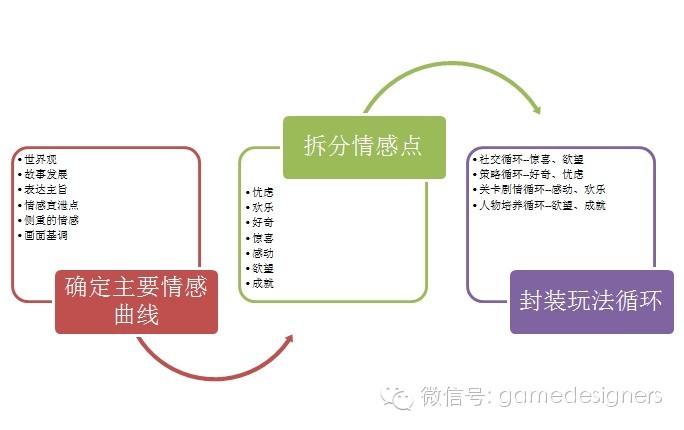 • 世界观
• 故事发展
• 表达主旨
• 情感宣泄点
• 侧重的情感
• 画面基调
确定主要情感
曲线
拆分情感点
• 忧虑
• 欢乐
• 好奇
• 惊喜
• 感动
• 欲望
• 成就
• 社交循环--惊喜、欲望
• 策略循环--好奇、忧虑
• 关卡剧情循环--感动、欢乐
• 人物培养循环--欲望、成就
封装玩法循环
微信号: gamedesigners